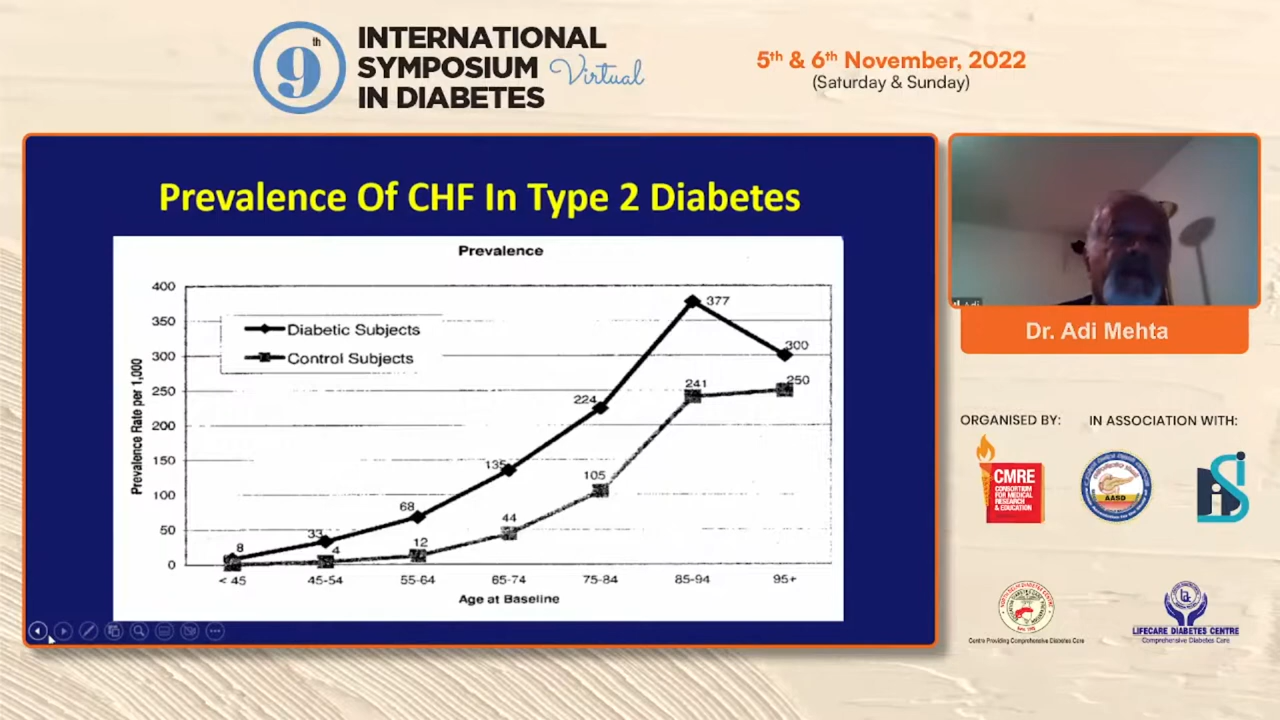 9th
INTERNATIONAL
SYMPOSIUM Virtual
IN DIABETES
5th & 6th November, 2022
(Saturday & Sunday)
Prevalence Of CHF In Type 2 Diabetes
Prevalence
Prevalence Rate per 1,000
400
350
300
250
200
150
100
50
0
Diabetic Subjects
Control Subjects
8
33
68
135
224
377
300
4
12
44
105
241
250
< 45
45-54
55-64
65-74
75-84
85-94
95+
Age at Baseline
Adi
Dr. Adi Mehta
ORGANISED BY:
IN ASSOCIATION WITH:
CMRE
CONSORTIUM
FOR MEDICAL
RESEARCH
& EDUCATION
AASD
Centre Providing Comprehensive Diabetes Care
LIFECARE DIABETES CENTRE
Comprehensive Diabetes Care